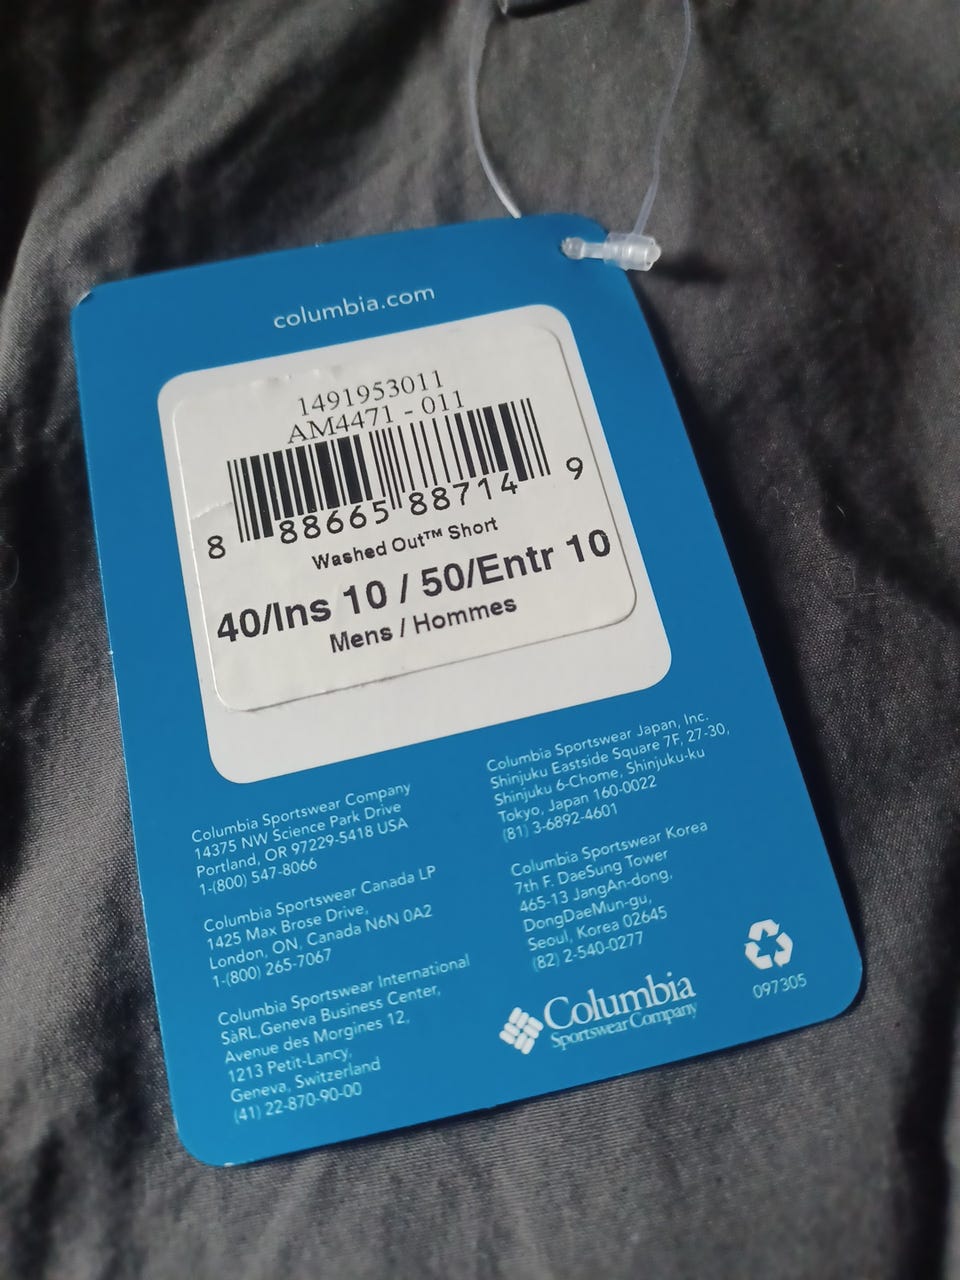 columbia.com
1491953011
AM4471 - 011
8 88665 88714 9
Washed Out™ Short
40/Ins 10 / 50/Entr 10
Mens / Hommes
Columbia Sportswear Company
14375 NW Science Park Drive
Portland, OR 97229-5418 USA
1-(800) 547-8066
Columbia Sportswear Canada LP
1425 Max Brose Drive,
London, ON, Canada N6N 0A2
1-(800) 265-7067
Columbia Sportswear International
SàRL,Geneva Business Center,
Avenue des Morgines 12,
1213 Petit-Lancy,
Geneva, Switzerland
(41) 22-870-90-00
Columbia Sportswear Japan, Inc.
Shinjuku Eastside Square 7F, 27-30,
Shinjuku 6-Chome, Shinjuku-ku
Tokyo, Japan 160-0022
(81) 3-6892-4601
Columbia Sportswear Korea
7th F. DaeSung Tower
465-13 JangAn-dong,
DongDaeMun-gu,
Seoul, Korea 02645
(82) 2-540-0277
Columbia
Sportswear Company
097305